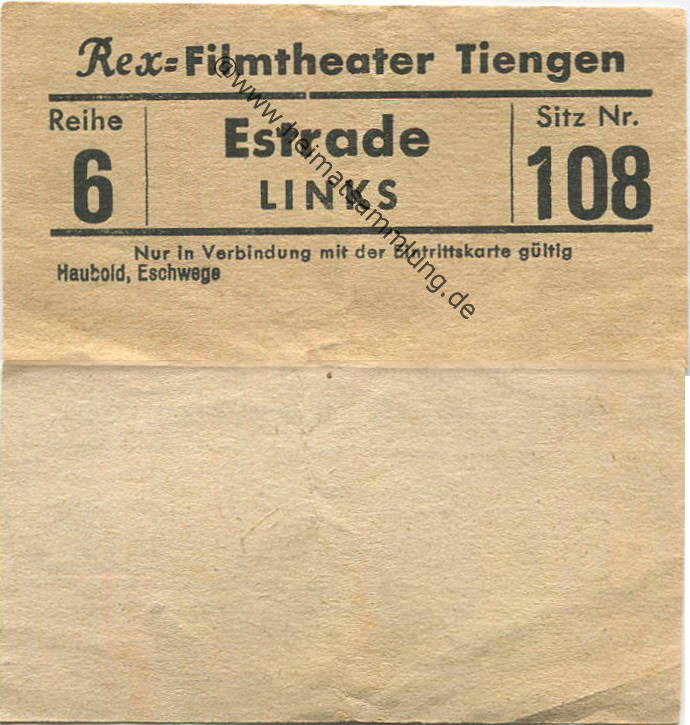 Rex=Filmtheater Tiengen
Reihe
6
Estrade
LINKS
Sitz Nr.
108
Nur in Verbindung mit der Eintrittskarte gültig
Haubold, Eschwege
©www.heimatsammlung.de